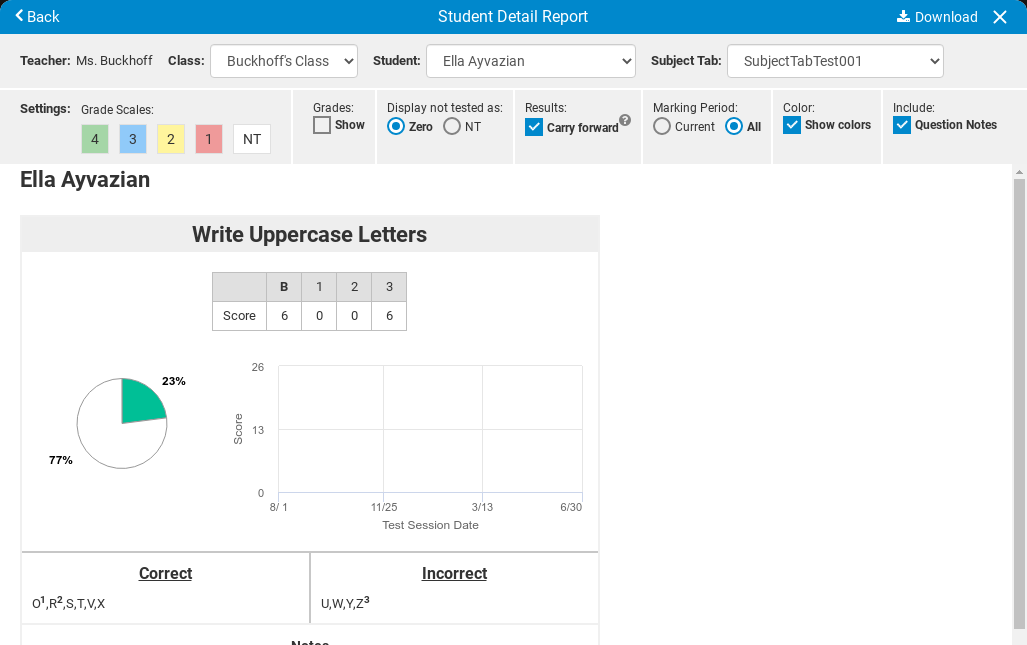 Back
Student Detail Report
Download
Teacher: Ms. Buckhoff Class: Buckhoff's Class Student: Ella Ayvazian Subject Tab: SubjectTabTest001
Settings: Grade Scales:
4 3 2 1 NT
Grades:
Show
Display not tested as:
Zero NT
Results:
Carry forward ?
Marking Period:
Current All
Color:
Show colors
Include:
Question Notes
Ella Ayvazian
Write Uppercase Letters
B 1 2 3
Score 6 0 0 6
23%
77%
26
13
0
Score
8/ 1 11/25 3/13 6/30
Test Session Date
Correct
O¹,R²,S,T,V,X
Incorrect
U,W,Y,Z³
Notes